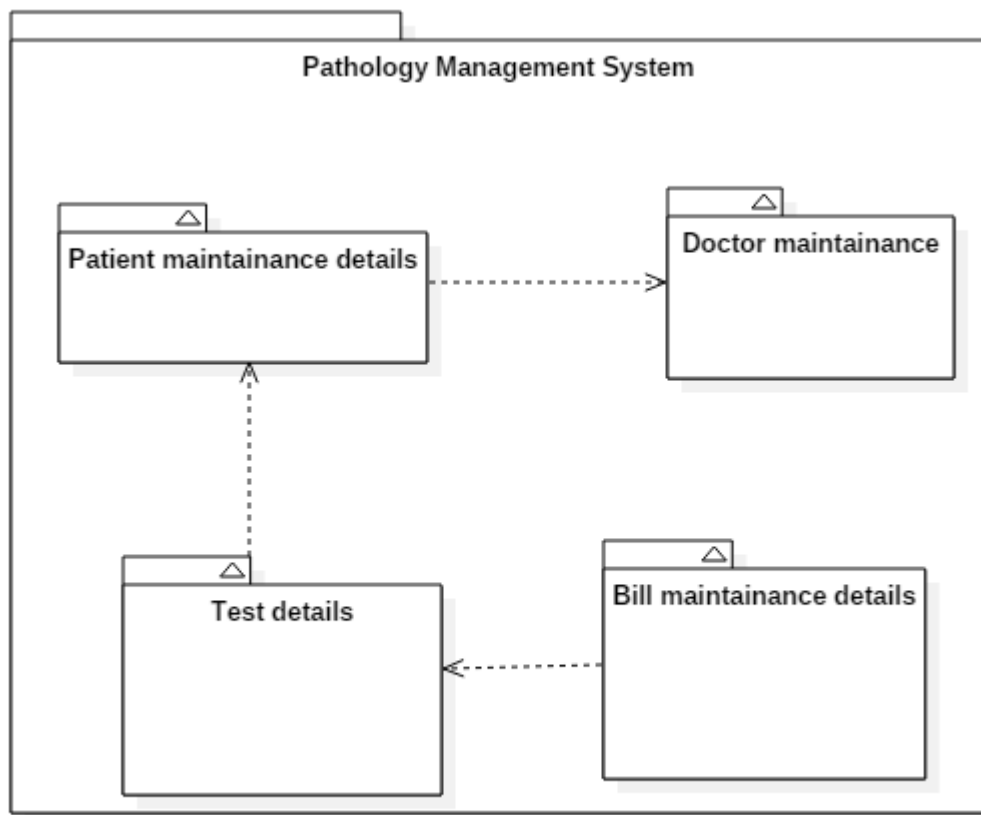 Pathology Management System
Patient maintainance details
Doctor maintainance
Test details
Bill maintainance details